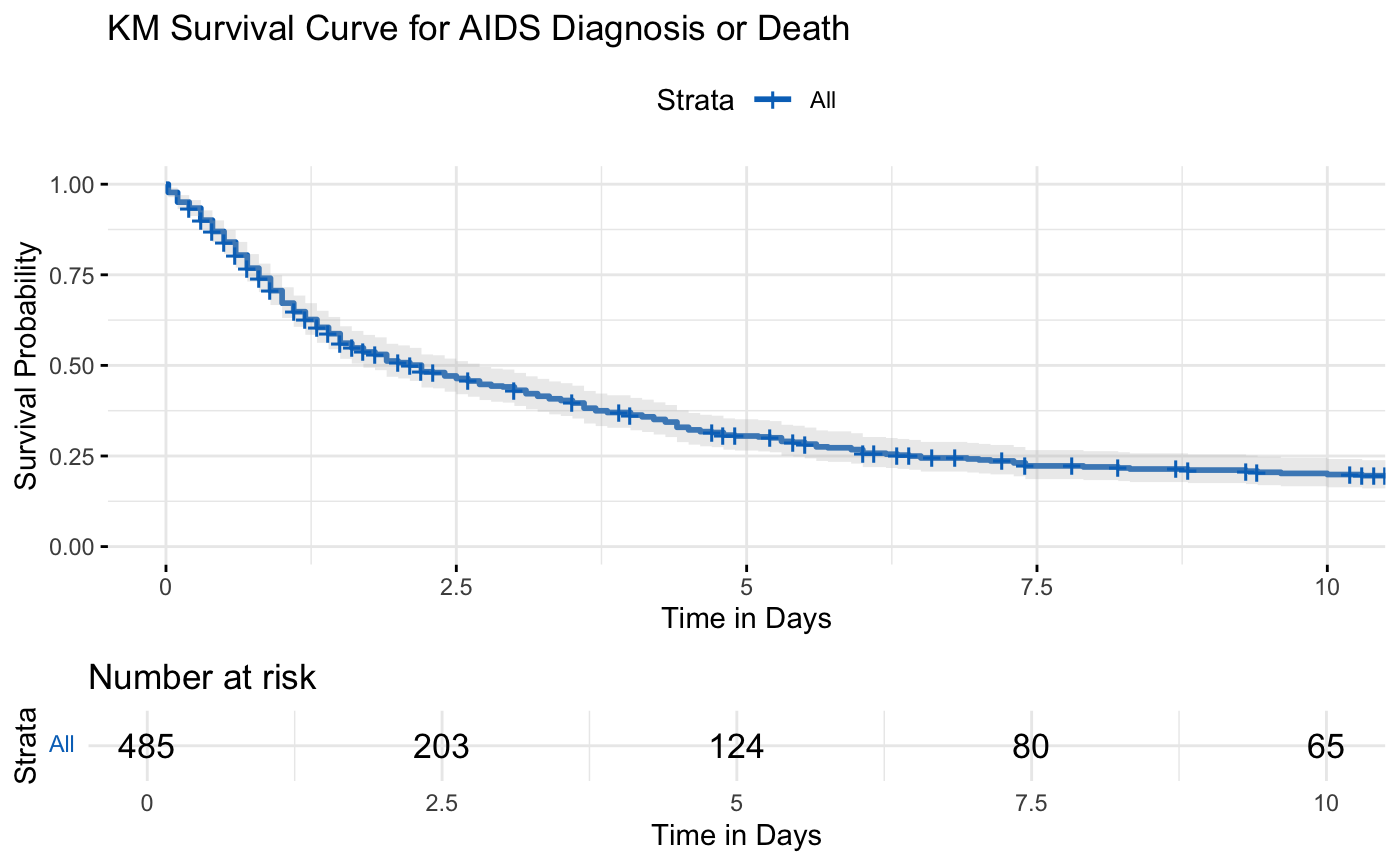 KM Survival Curve for AIDS Diagnosis or Death
Strata All
Survival Probability
1.00
0.75
0.50
0.25
0.00
0 2.5 5 7.5 10
Time in Days
Number at risk
Strata
All 485 203 124 80 65
0 2.5 5 7.5 10
Time in Days